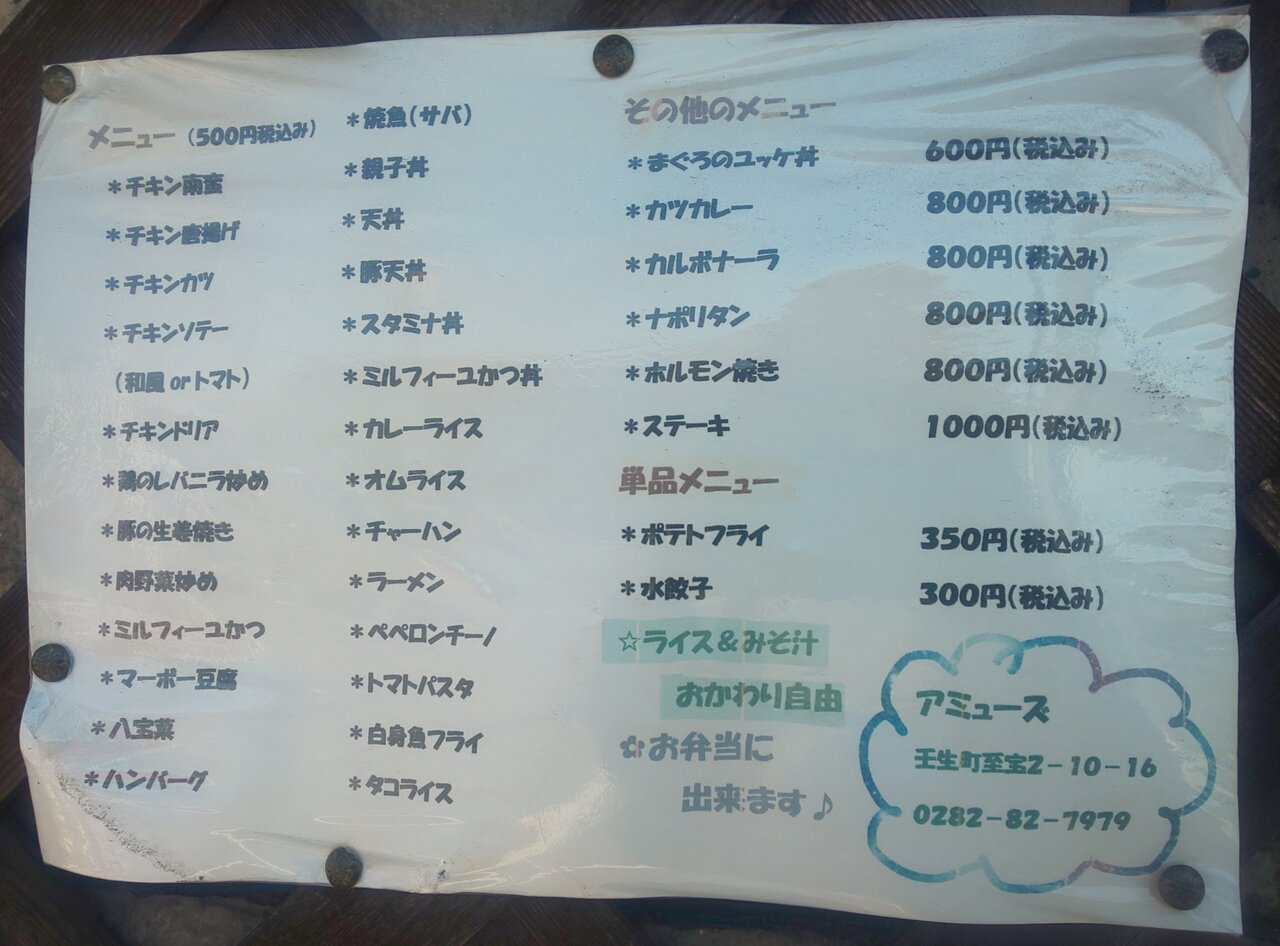 メニュー(500円税込み)
*チキン南蛮
*チキン唐揚げ
*チキンカツ
*チキンソテー
(和風orトマト)
*チキンドリア
*鶏のレバニラ炒め
*豚の生姜焼き
*肉野菜炒め
*ミルフィーユかつ
*マーボー豆腐
*八宝菜
*ハンバーグ
*焼魚(サバ)
*親子丼
*天丼
*豚天丼
*スタミナ丼
*ミルフィーユかつ丼
*カレーライス
*オムライス
*チャーハン
*ラーメン
*ペペロンチーノ
*トマトパスタ
*白身魚フライ
*タコライス
その他のメニュー
*まぐろのユッケ丼 600円(税込み)
*カツカレー 800円(税込み)
*カルボナーラ 800円(税込み)
*ナポリタン 800円(税込み)
*ホルモン焼き 800円(税込み)
*ステーキ 1000円(税込み)
単品メニュー
*ポテトフライ 350円(税込み)
*水餃子 300円(税込み)
☆ライス&みそ汁
おかわり自由
✩お弁当に
出来ます♪
アミューズ
壬生町至宝2-10-16
0282-82-7979